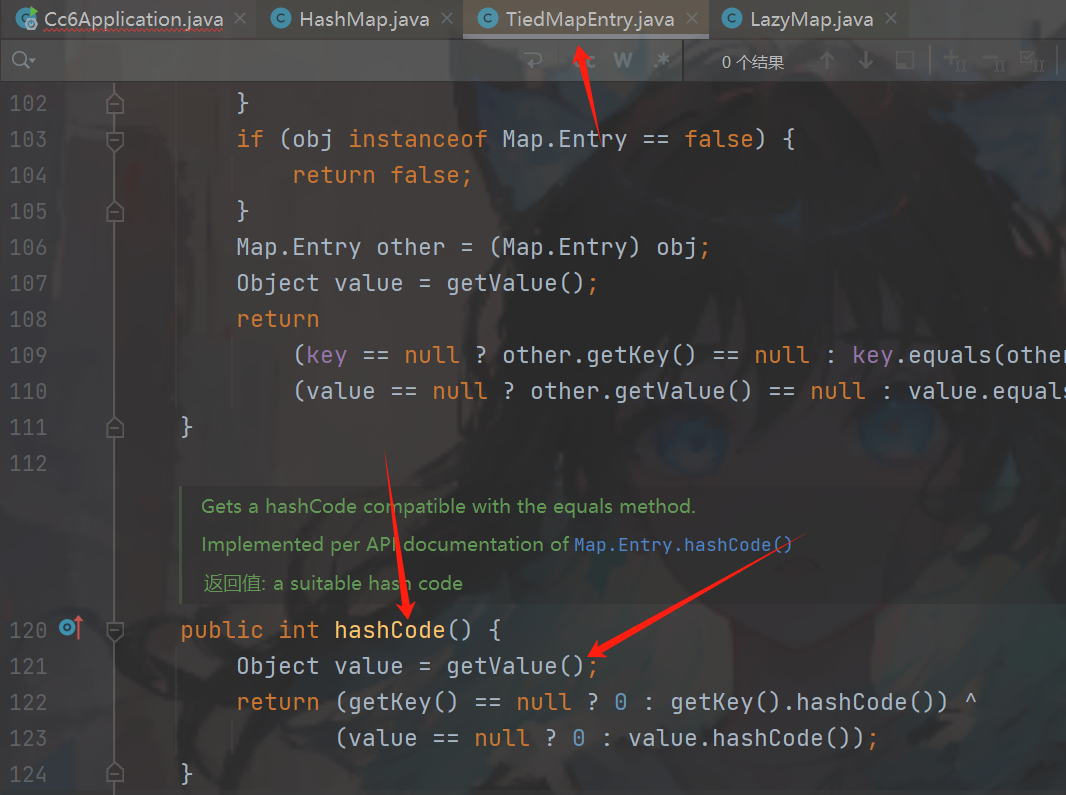 Cc6Application.java HashMap.java TiedMapEntry.java LazyMap.java
W .* 0 个结果
102 }
103 if (obj instanceof Map.Entry == false) {
104 return false;
105 }
106 Map.Entry other = (Map.Entry) obj;
107 Object value = getValue();
108 return
109 (key == null ? other.getKey() == null : key.equals(othe
110 (value == null ? other.getValue() == null : value.equals
111 }
112
Gets a hashCode compatible with the equals method.
Implemented per API documentation of Map.Entry.hashCode()
返回值: a suitable hash code
120 public int hashCode() {
121 Object value = getValue();
122 return (getKey() == null ? 0 : getKey().hashCode()) ^
123 (value == null ? 0 : value.hashCode());
124 }